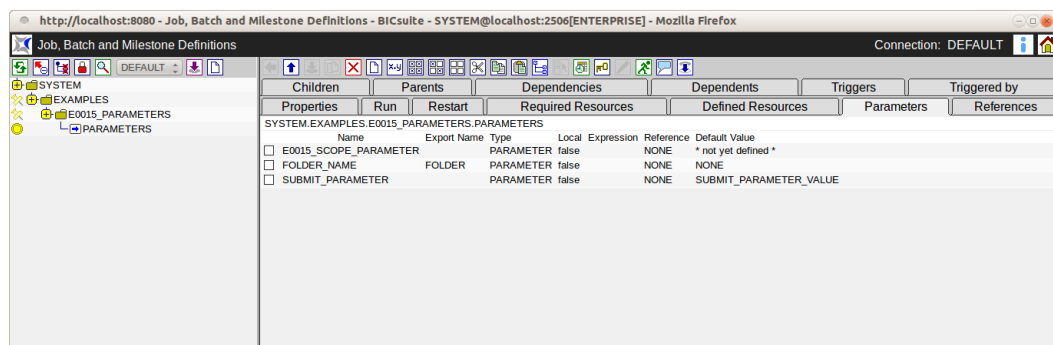 http://localhost:8080 - Job, Batch and Milestone Definitions - BICsuite - SYSTEM@localhost:2506[ENTERPRISE] - Mozilla Firefox
Job, Batch and Milestone Definitions
Connection: DEFAULT
DEFAULT
SYSTEM
EXAMPLES
E0015_PARAMETERS
PARAMETERS
Children Parents Dependencies Dependents Triggers Triggered by
Properties Run Restart Required Resources Defined Resources Parameters References
SYSTEM.EXAMPLES.E0015_PARAMETERS.PARAMETERS
Name Export Name Type Local Expression Reference Default Value
E0015_SCOPE_PARAMETER PARAMETER false NONE * not yet defined *
FOLDER_NAME FOLDER PARAMETER false NONE NONE
SUBMIT_PARAMETER PARAMETER false NONE SUBMIT_PARAMETER_VALUE